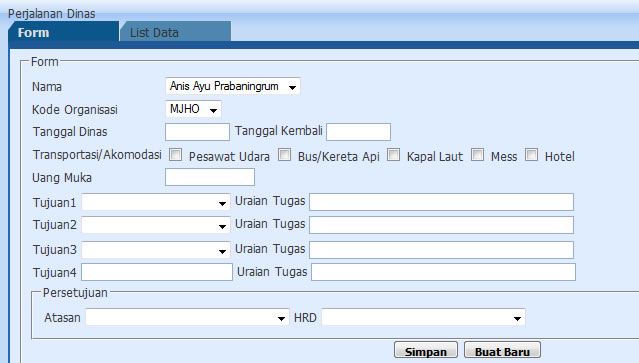 Perjalanan Dinas
Form List Data
Form
Nama Anis Ayu Prabaningrum
Kode Organisasi MJHO
Tanggal Dinas Tanggal Kembali
Transportasi/Akomodasi Pesawat Udara Bus/Kereta Api Kapal Laut Mess Hotel
Uang Muka
Tujuan1 Uraian Tugas
Tujuan2 Uraian Tugas
Tujuan3 Uraian Tugas
Tujuan4 Uraian Tugas
Persetujuan
Atasan HRD
Simpan Buat Baru